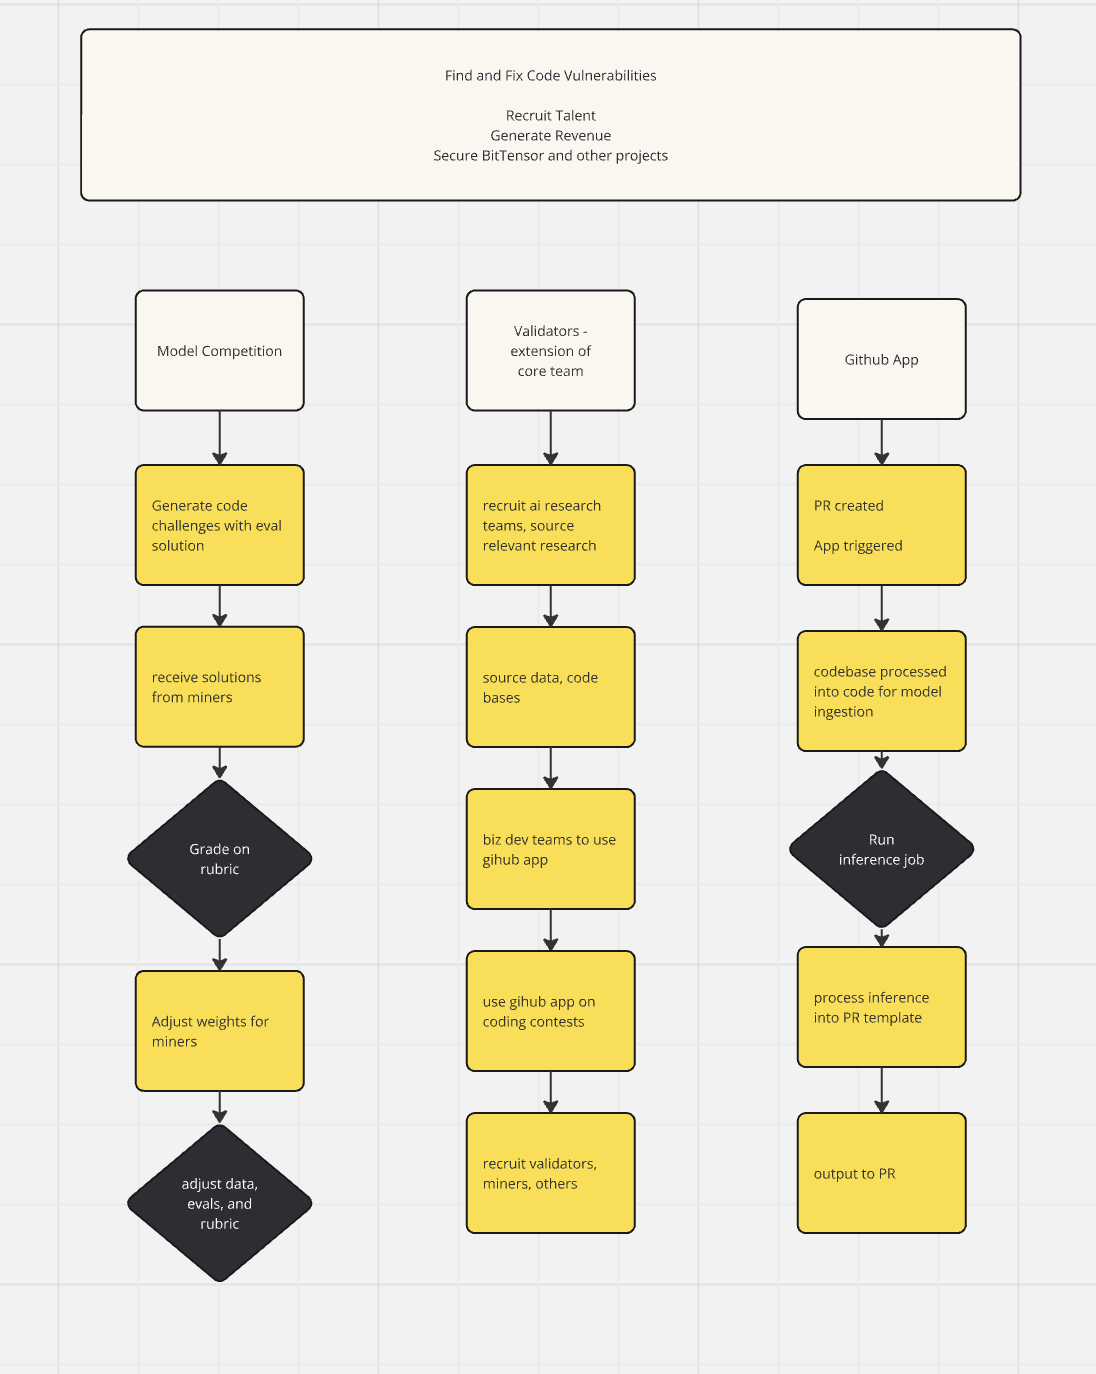 Find and Fix Code Vulnerabilities
Recruit Talent
Generate Revenue
Secure BitTensor and other projects
Model Competition
Generate code
challenges with eval
solution
receive solutions
from miners
Grade on
rubric
Adjust weights for
miners
adjust data,
evals, and
rubric
Validators -
extension of
core team
recruit ai research
teams, source
relevant research
source data, code
bases
biz dev teams to use
gihub app
use gihub app on
coding contests
recruit validators,
miners, others
Github App
PR created
App triggered
codebase processed
into code for model
ingestion
Run
inference job
process inference
into PR template
output to PR